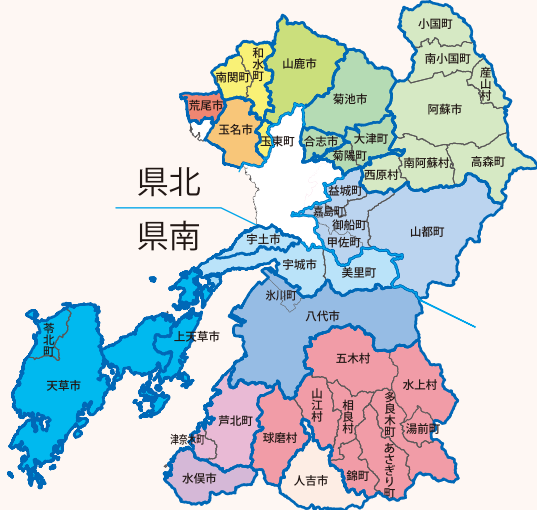 小国町
南小国町
産山村
和水町
山鹿市
南関町
菊池市
荒尾市
阿蘇市
玉名市
玉東町
合志市
大津町
菊陽町
西原村
南阿蘇村
高森町
県北
益城町
嘉島町
御船町
山都町
県南
宇土市
甲佐町
宇城市
美里町
氷川町
八代市
苓北町
上天草市
天草市
五木村
水上村
山江村
相良村
多良木町
湯前町
芦北町
津奈木町
球磨村
あさぎり町
水俣市
人吉市
錦町